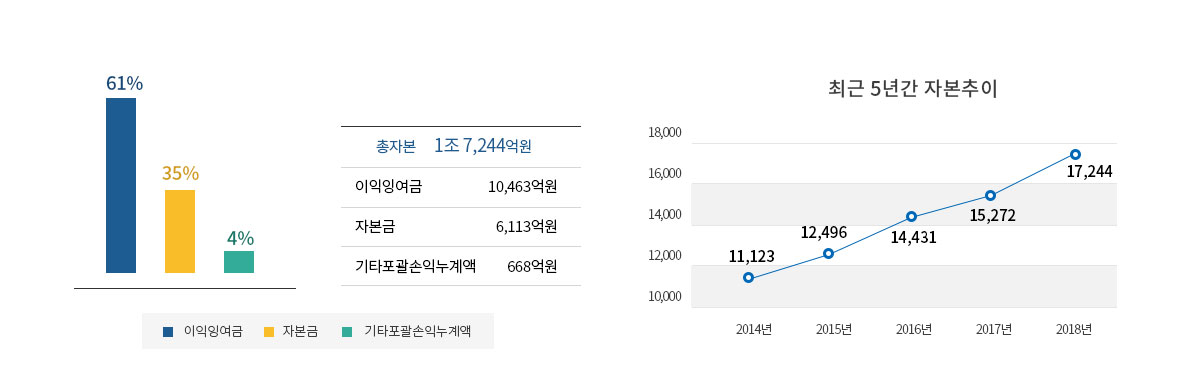 61%
35%
4%
이익잉여금 자본금 기타포괄손익누계액
총자본 1조 7,244억원
이익잉여금 10,463억원
자본금 6,113억원
기타포괄손익누계액 668억원
최근 5년간 자본추이
18,000
16,000
14,000
12,000
10,000
11,123
12,496
14,431
15,272
17,244
2014년 2015년 2016년 2017년 2018년